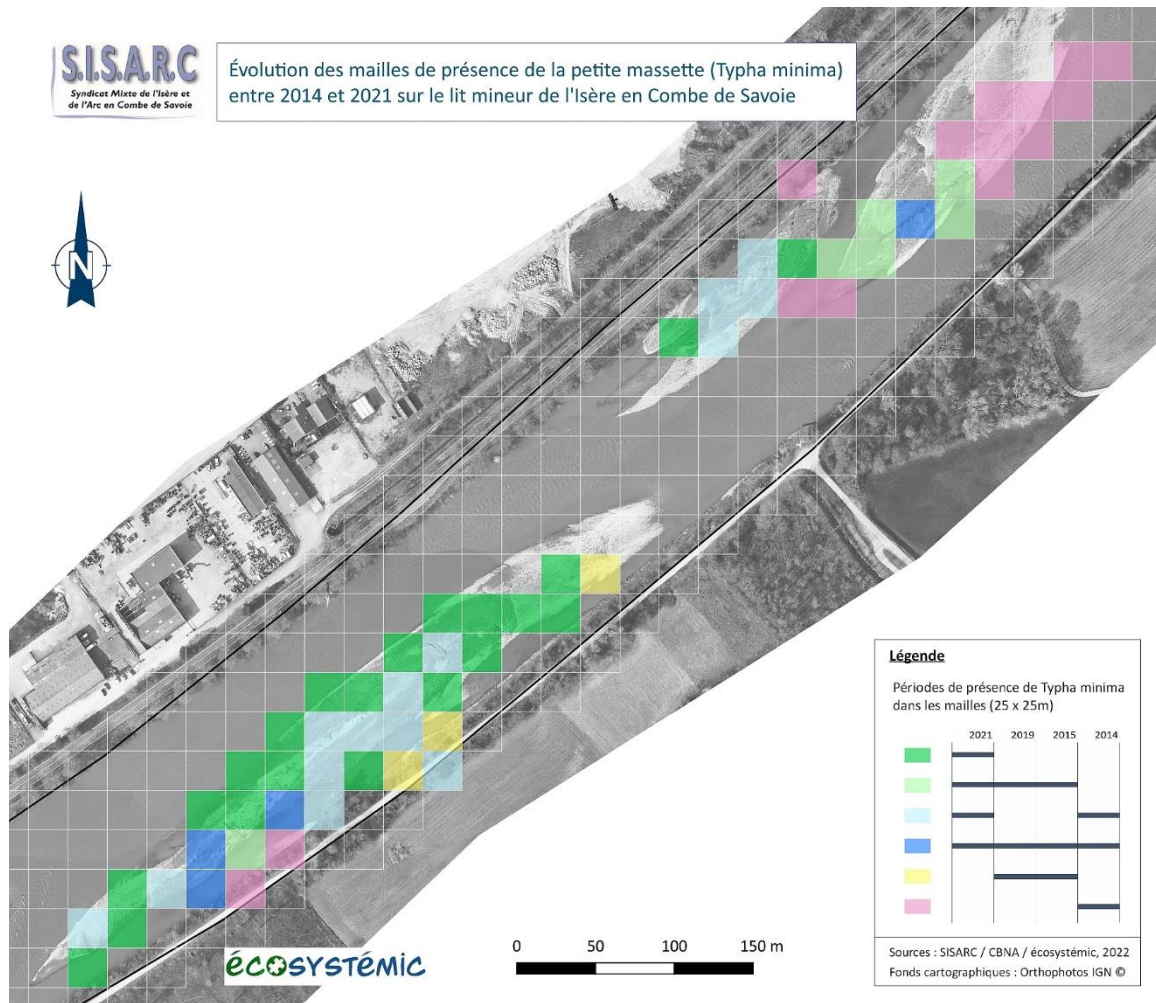 S.I.S.A.R.C
Syndicat Mixte de l'Isère et
de l'Arc en Combe de Savoie
Évolution des mailles de présence de la petite massette (Typha minima)
entre 2014 et 2021 sur le lit mineur de l'Isère en Combe de Savoie
N
Légende
Périodes de présence de Typha minima
dans les mailles (25 x 25m)
2021 2019 2015 2014
écosystémic
0 50 100 150 m
Sources : SISARC / CBNA / écosystémic, 2022
Fonds cartographiques : Orthophotos IGN ©